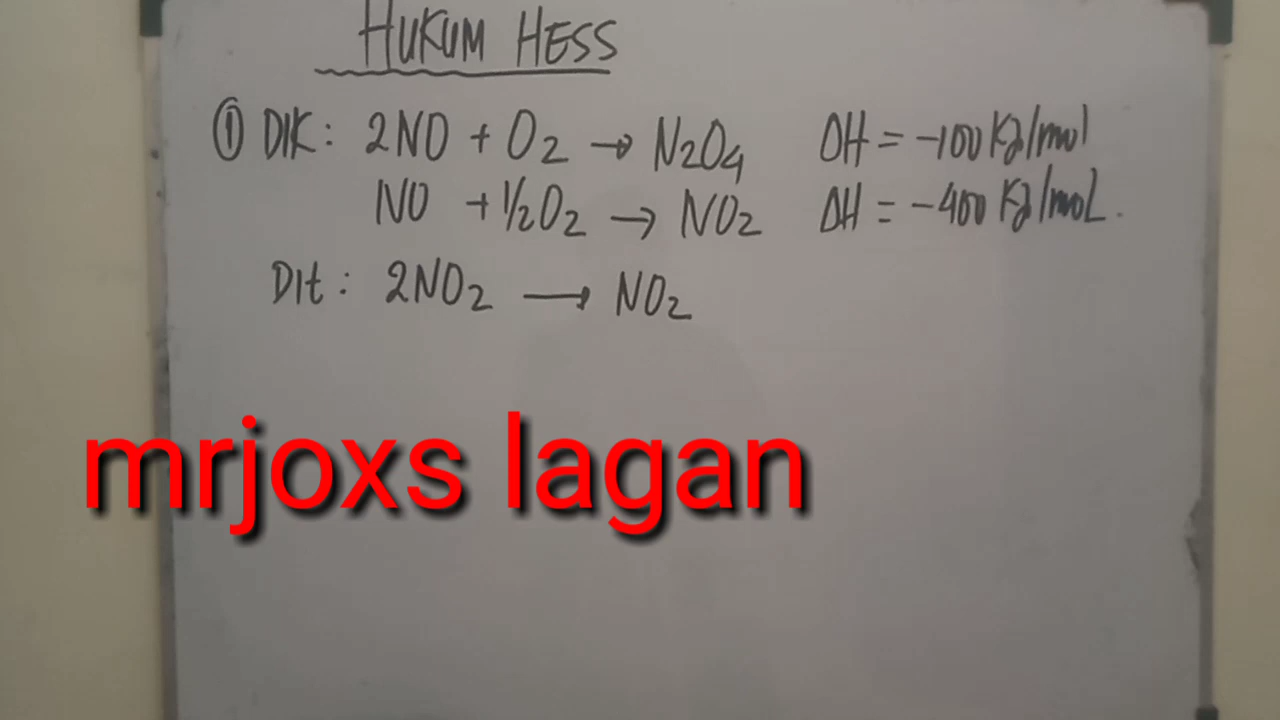 HUKUM HESS
① DIK: 2NO + O2 → N2O4 ΔH = -100 KJ/mol
NO + 1/2O2 → NO2 ΔH = -400 KJ/moL.
Dit: 2NO2 → NO2
mrjoxs lagan